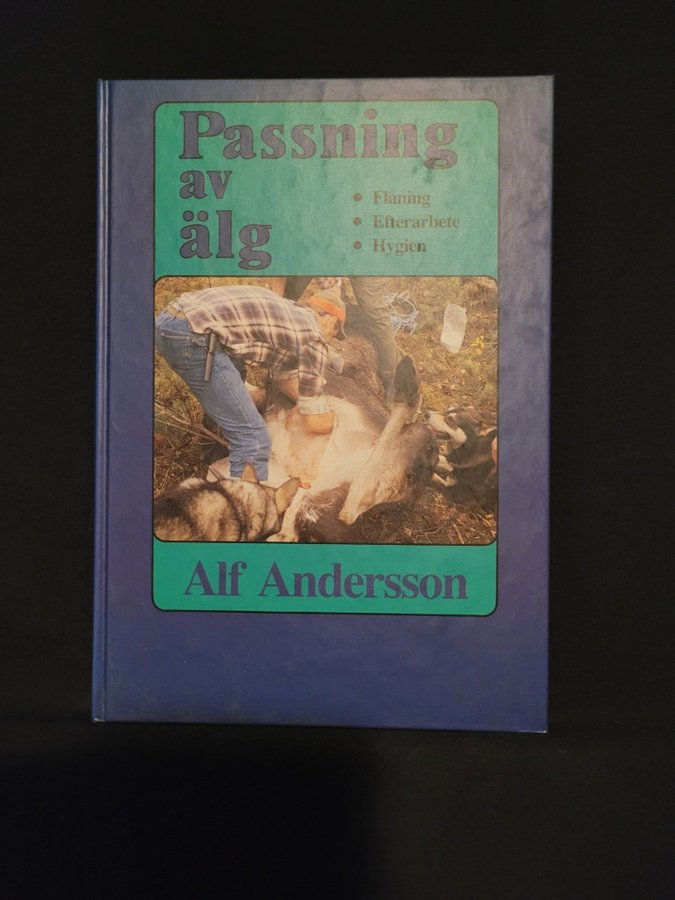 Passning
av
älg
• Flåning
• Efterarbete
• Hygien
Alf Andersson